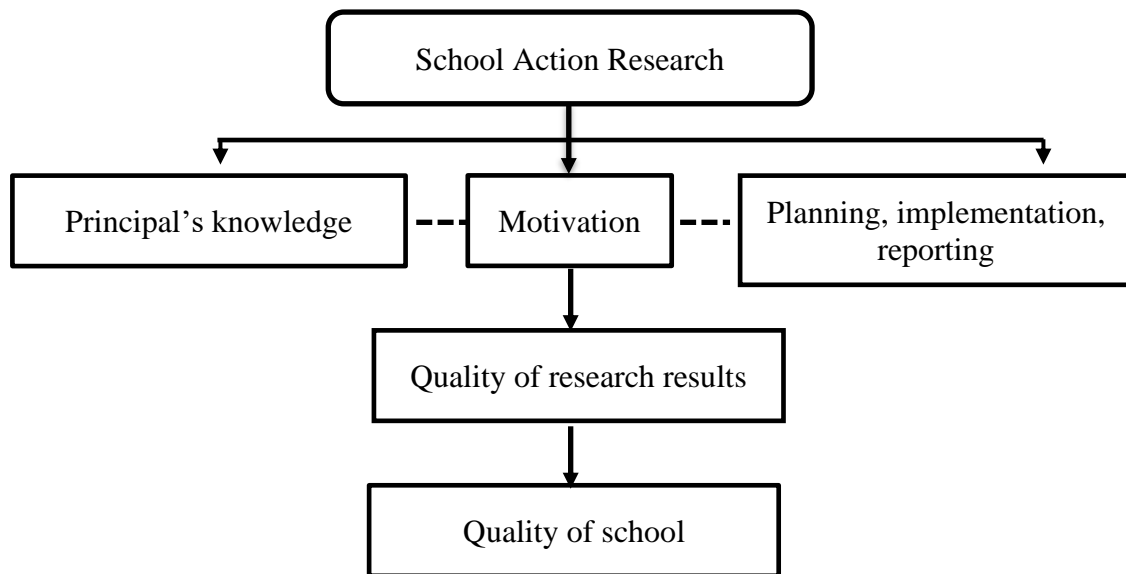 School Action Research
Principal’s knowledge
Motivation
Planning, implementation,
reporting
Quality of research results
Quality of school